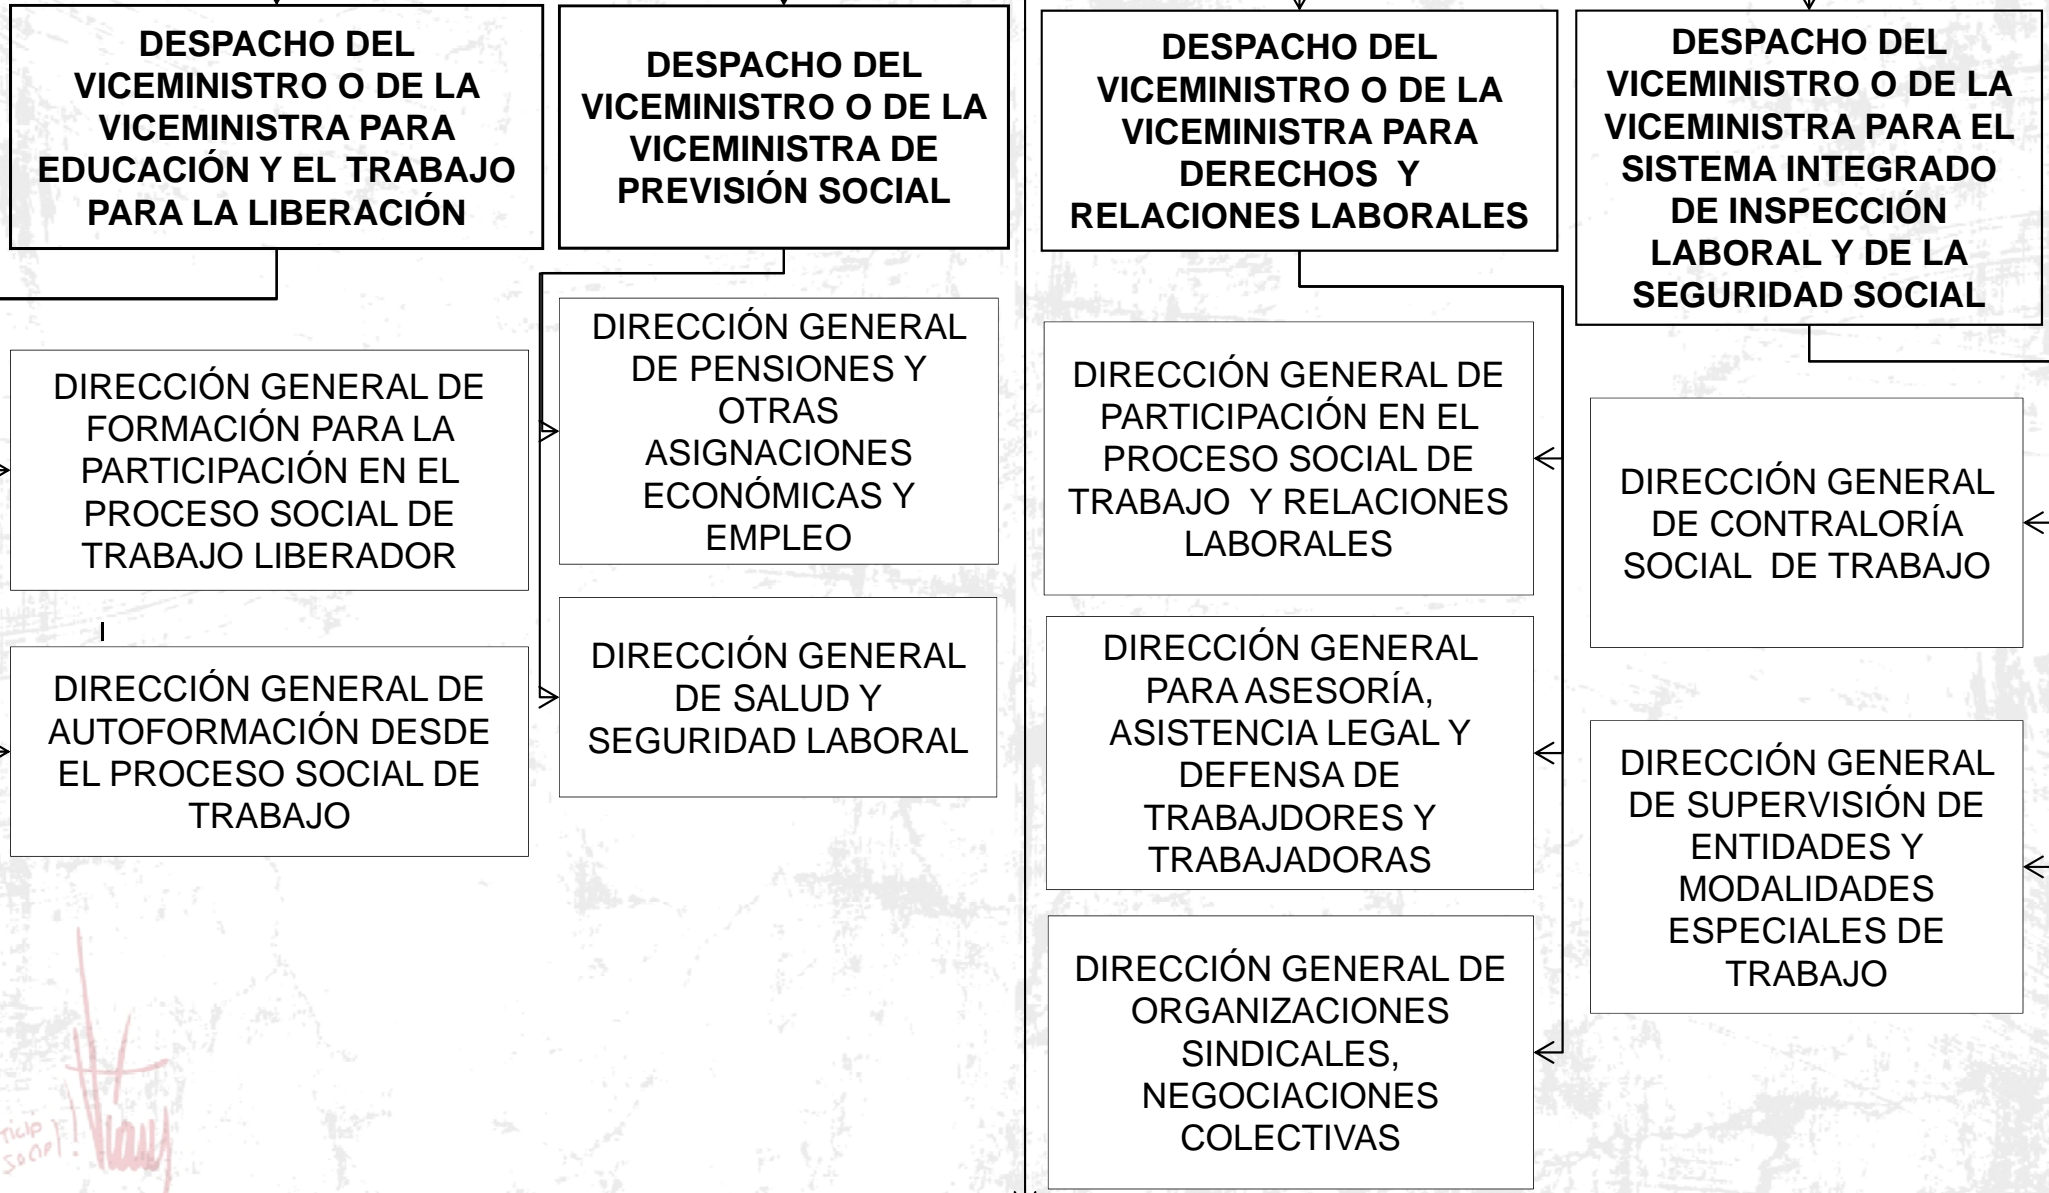 DESPACHO DEL
VICEMINISTRO O DE LA
VICEMINISTRA PARA
EDUCACIÓN Y EL TRABAJO
PARA LA LIBERACIÓN
DIRECCIÓN GENERAL DE
FORMACIÓN PARA LA
PARTICIPACIÓN EN EL
PROCESO SOCIAL DE
TRABAJO LIBERADOR
DIRECCIÓN GENERAL DE
AUTOFORMACIÓN DESDE
EL PROCESO SOCIAL DE
TRABAJO
DESPACHO DEL
VICEMINISTRO O DE LA
VICEMINISTRA DE
PREVISIÓN SOCIAL
DIRECCIÓN GENERAL
DE PENSIONES Y
OTRAS
ASIGNACIONES
ECONÓMICAS Y
EMPLEO
DIRECCIÓN GENERAL
DE SALUD Y
SEGURIDAD LABORAL
DESPACHO DEL
VICEMINISTRO O DE LA
VICEMINISTRA PARA
DERECHOS Y
RELACIONES LABORALES
DIRECCIÓN GENERAL DE
PARTICIPACIÓN EN EL
PROCESO SOCIAL DE
TRABAJO Y RELACIONES
LABORALES
DIRECCIÓN GENERAL
PARA ASESORÍA,
ASISTENCIA LEGAL Y
DEFENSA DE
TRABAJDORES Y
TRABAJADORAS
DIRECCIÓN GENERAL DE
ORGANIZACIONES
SINDICALES,
NEGOCIACIONES
COLECTIVAS
DESPACHO DEL
VICEMINISTRO O DE LA
VICEMINISTRA PARA EL
SISTEMA INTEGRADO
DE INSPECCIÓN
LABORAL Y DE LA
SEGURIDAD SOCIAL
DIRECCIÓN GENERAL
DE CONTRALORÍA
SOCIAL DE TRABAJO
DIRECCIÓN GENERAL
DE SUPERVISIÓN DE
ENTIDADES Y
MODALIDADES
ESPECIALES DE
TRABAJO